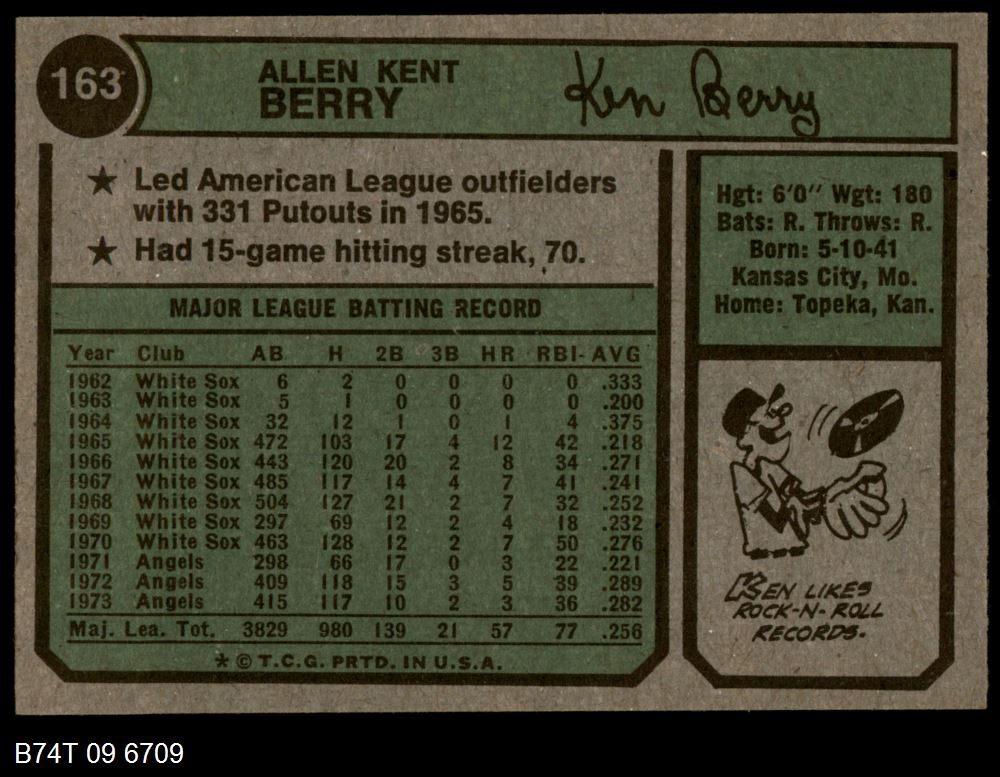 163
ALLEN KENT
BERRY
Ken Berry
★ Led American League outfielders
with 331 Putouts in 1965.
★ Had 15-game hitting streak, 70.
Hgt: 6'0" Wgt: 180
Bats: R. Throws: R.
Born: 5-10-41
Kansas City, Mo.
Home: Topeka, Kan.
MAJOR LEAGUE BATTING RECORD
Year Club AB H 2B 3B HR RBI- AVG
1962 White Sox 6 2 0 0 0 0 .333
1963 White Sox 5 1 0 0 0 0 .200
1964 White Sox 32 12 1 0 1 4 .375
1965 White Sox 472 103 17 4 12 42 .218
1966 White Sox 443 120 20 2 8 34 .271
1967 White Sox 485 117 14 4 7 41 .241
1968 White Sox 504 127 21 2 7 32 .252
1969 White Sox 297 69 12 2 4 18 .232
1970 White Sox 463 128 12 2 7 50 .276
1971 Angels 298 66 17 0 3 22 .221
1972 Angels 409 118 15 3 5 39 .289
1973 Angels 415 117 10 2 3 36 .282
Maj. Lea. Tot. 3829 980 139 21 57 77 .256
* © T.C.G. PRTD. IN U.S.A.
KEN LIKES
ROCK-N-ROLL
RECORDS.
B74T 09 6709